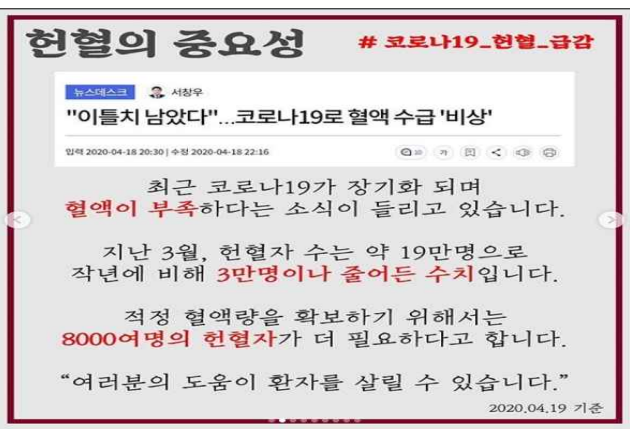 헌혈의 중요성
# 코로나19_헌혈_급감
뉴스데스크 서창우
"이틀치 남았다"...코로나19로 혈액 수급 '비상'
입력 2020-04-18 20:30 | 수정 2020-04-18 22:16
가
최근 코로나19가 장기화 되며
혈액이 부족하다는 소식이 들리고 있습니다.
지난 3월, 헌혈자 수는 약 19만명으로
작년에 비해 3만명이나 줄어든 수치입니다.
적정 혈액량을 확보하기 위해서는
8000여명의 헌혈자가 더 필요하다고 합니다.
“여러분의 도움이 환자를 살릴 수 있습니다.”
2020.04.19 기준